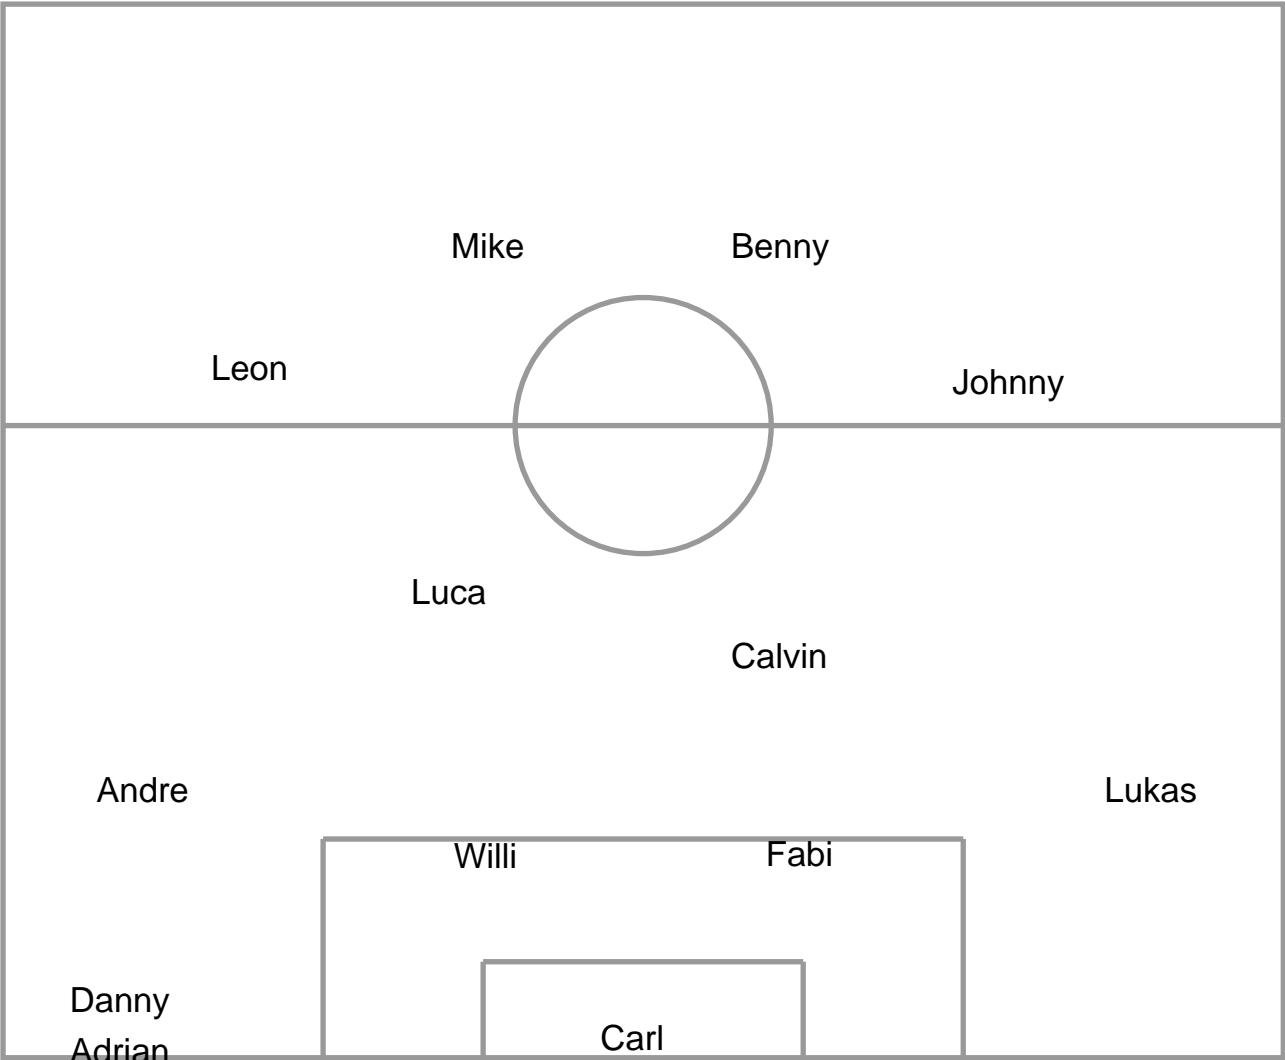 Mike Benny
Leon
Johnny
Luca
Calvin
Andre Lukas
Willi Fabi
Danny
Carl
Adrian